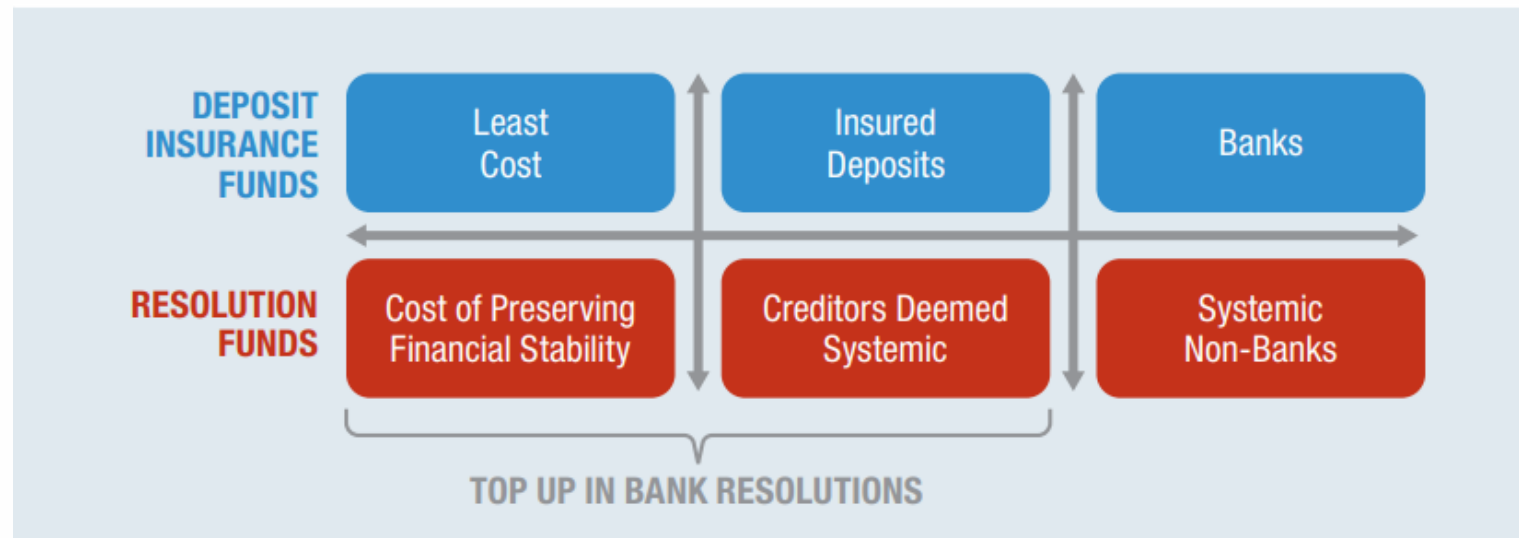 DEPOSIT
INSURANCE
FUNDS
Least
Cost
Insured
Deposits
Banks
RESOLUTION
FUNDS
Cost of Preserving
Financial Stability
Creditors Deemed
Systemic
Systemic
Non-Banks
TOP UP IN BANK RESOLUTIONS